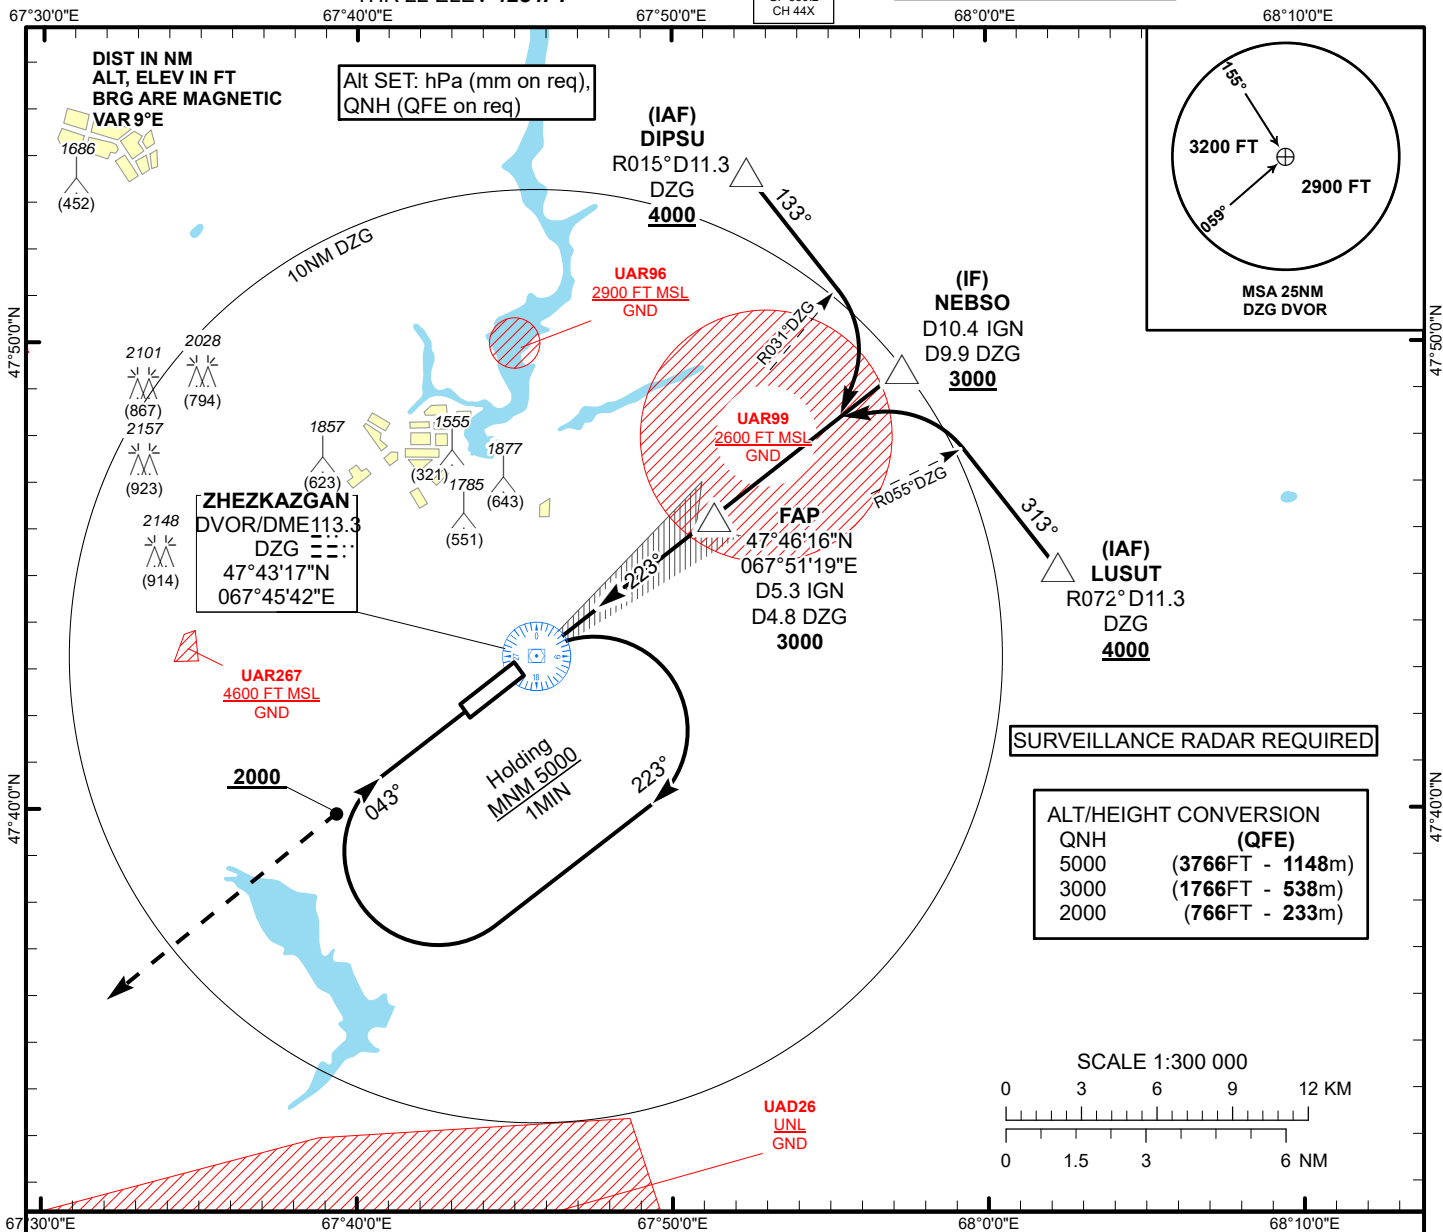 67°30'0"E
67°40'0"E
67°50'0"E
68°0'0"E
68°10'0"E
CH 44X
DIST IN NM
ALT, ELEV IN FT
BRG ARE MAGNETIC
VAR 9°E
Alt SET: hPa (mm on req),
QNH (QFE on req)
1686
(452)
10NM DZG
(IAF)
DIPSU
R015° D11.3
DZG
4000
133°
155°
3200 FT
2900 FT
059°
MSA 25NM
DZG DVOR
UAR96
2900 FT MSL
GND
R031° DZG
(IF)
NEBSO
D10.4 IGN
D9.9 DZG
3000
47°50'0"N
47°50'0"N
2101
(867)
2028
(794)
2157
(923)
2148
(914)
1857
(623)
1555
(321)
1877
(643)
1785
(551)
UAR99
2600 FT MSL
GND
R055° DZG
313°
ZHEZKAZGAN
DVOR/DME113.3
DZG
47°43'17"N
067°45'42"E
FAP
47°46'16"N
067°51'19"E
D5.3 IGN
D4.8 DZG
3000
223°
(IAF)
LUSUT
R072° D11.3
DZG
4000
0
9
18
27
UAR267
4600 FT MSL
GND
SURVEILLANCE RADAR REQUIRED
2000
043°
Holding
MNM 5000
1MIN
223°
47°40'0"N
47°40'0"N
ALT/HEIGHT CONVERSION
QNH (QFE)
5000 (3766FT - 1148m)
3000 (1766FT - 538m)
2000 (766FT - 233m)
SCALE 1:300 000
0 3 6 9 12 KM
0 1.5 3 6 NM
UAD26
UNL
GND
67°30'0"E
67°40'0"E
67°50'0"E
68°0'0"E
68°10'0"E